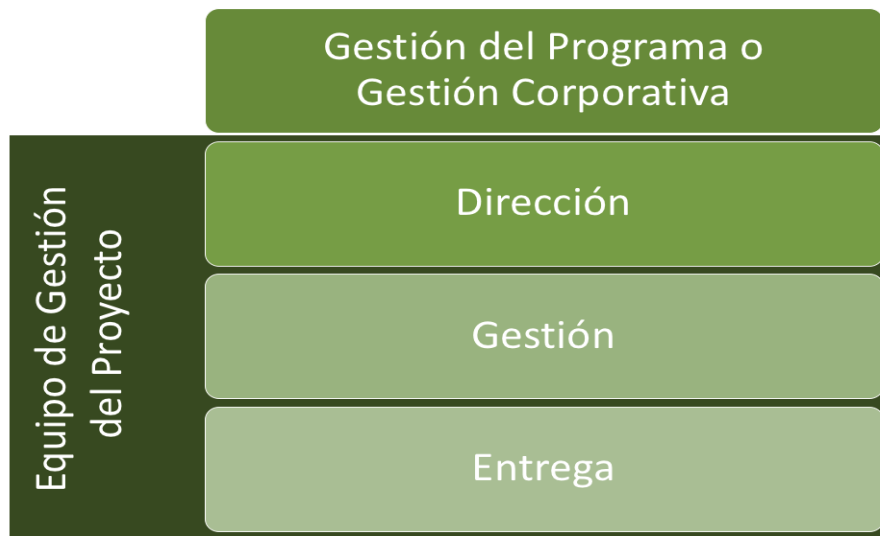 Gestión del Programa o
Gestión Corporativa
Equipo de Gestión
del Proyecto
Dirección
Gestión
Entrega